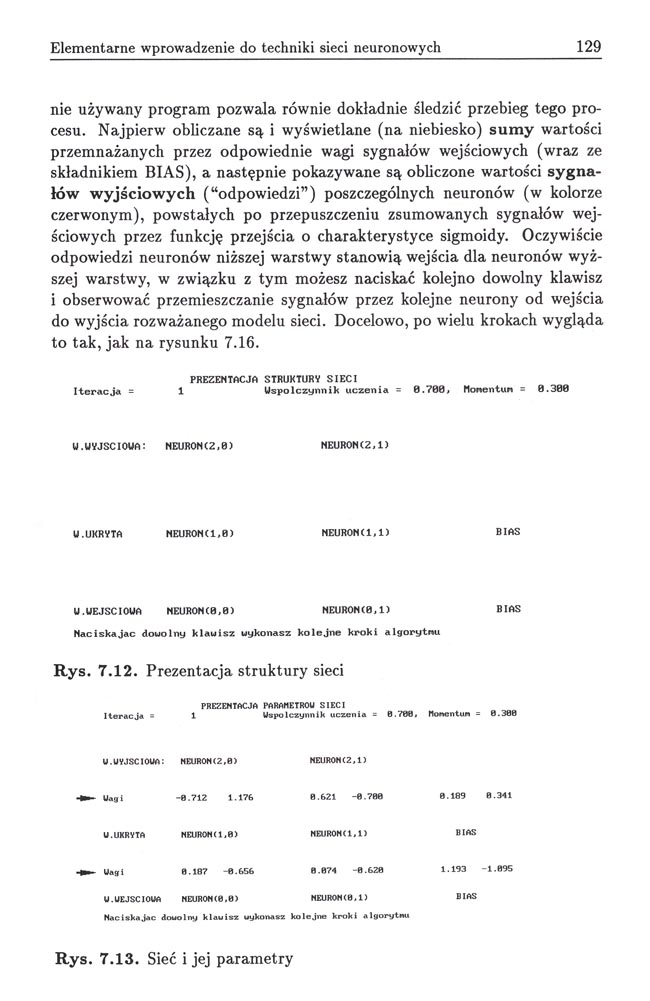 Elementarne wprowadzenie do techniki sieci neuronowych 129
nie używany program pozwala równie dokładnie śledzić przebieg tego pro-
cesu. Najpierw obliczane są i wyświetlane (na niebiesko) sumy wartości
przemnażanych przez odpowiednie wagi sygnałów wejściowych (wraz ze
składnikiem BIAS), a następnie pokazywane są obliczone wartości sygna-
łów wyjściowych (“odpowiedzi”) poszczególnych neuronów (w kolorze
czerwonym), powstałych po przepuszczeniu zsumowanych sygnałów wej-
ściowych przez funkcję przejścia o charakterystyce sigmoidy. Oczywiście
odpowiedzi neuronów niższej warstwy stanowią wejścia dla neuronów wyż-
szej warstwy, w związku z tym możesz naciskać kolejno dowolny klawisz
i obserwować przemieszczanie sygnałów przez kolejne neurony od wejścia
do wyjścia rozważanego modelu sieci. Docelowo, po wielu krokach wygląda
to tak, jak na rysunku 7.16.
PREZENTACJA STRUKTURY SIECI
Iteracja = 1 Wspolczynnik uczenia = 0.700, Momentum = 0.300
W.WYJSCIOWA: NEURON(2,0) NEURON(2,1)
W.UKRYTA NEURON(1,0) NEURON(1,1) BIAS
W.WEJSCIOWA NEURON(0,0) NEURON(0,1) BIAS
Naciskajac dowolny klawisz wykonasz kolejne kroki algorytmu
Rys. 7.12. Prezentacja struktury sieci
PREZENTACJA PARAMETROW SIECI
Iteracja = 1 Wspolczynnik uczenia = 0.700, Momentum = 0.300
W.WYJSCIOWA: NEURON(2,0) NEURON(2,1)
Wagi -0.712 1.176 0.621 -0.700 0.189 0.341
W.UKRYTA NEURON(1,0) NEURON(1,1) BIAS
Wagi 0.187 -0.656 0.074 -0.620 1.193 -1.095
W.WEJSCIOWA NEURON(0,0) NEURON(0,1) BIAS
Naciskajac dowolny klawisz wykonasz kolejne kroki algorytmu
Rys. 7.13. Sieć i jej parametry